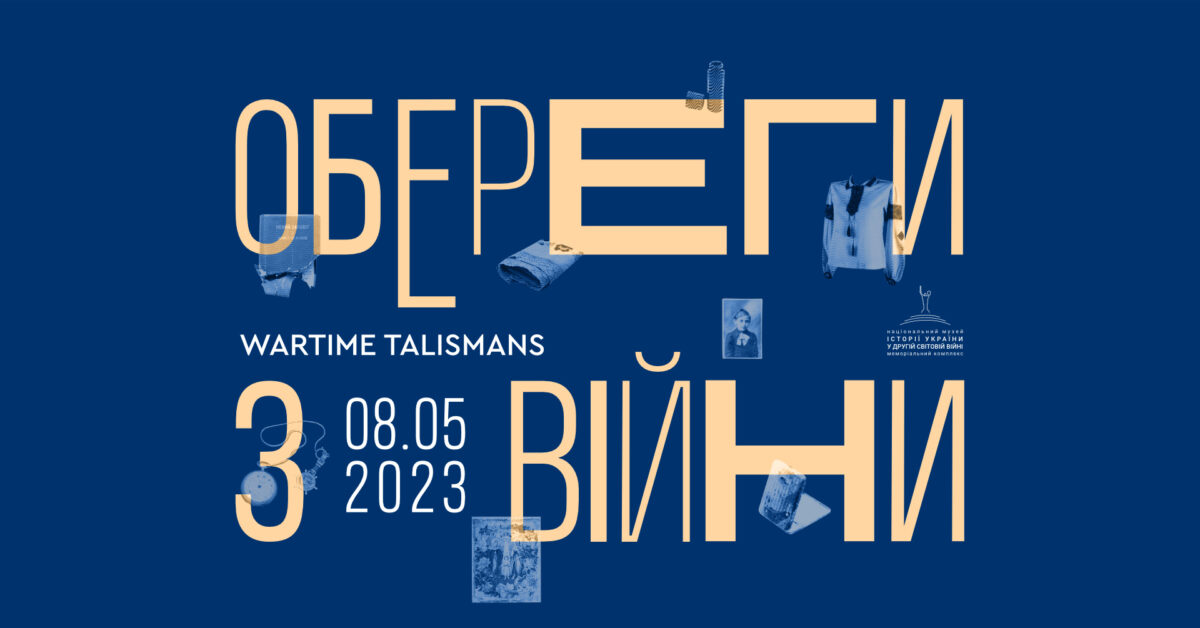 ОБЕРЕГИ
WARTIME TALISMANS
національний музей
ІСТОРІЇ УКРАЇНИ
У ДРУГІЙ СВІТОВІЙ ВІЙНІ
меморіальний комплекс
З ВІЙНИ
08.05
2023